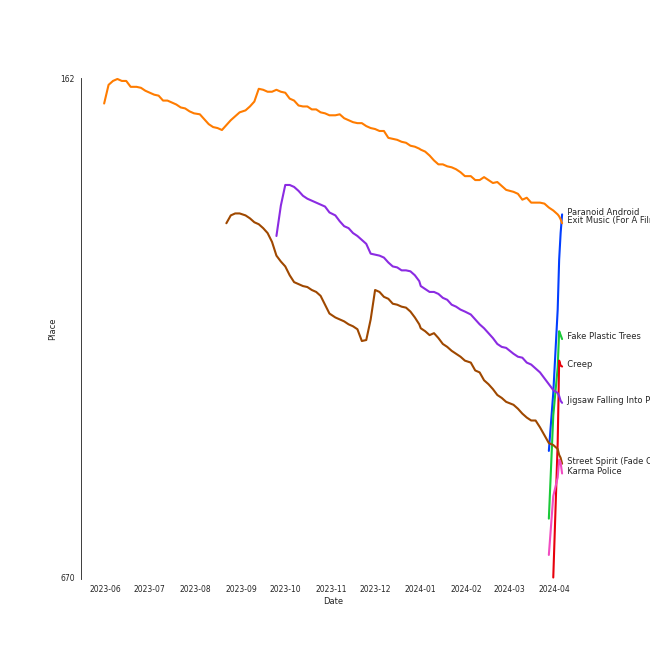 162
Paranoid Android
Exit Music (For A Fil
Fake Plastic Trees
Creep
Jigsaw Falling Into P
Street Spirit (Fade O
Karma Police
670
Place
2023-06 2023-07 2023-08 2023-09 2023-10 2023-11 2023-12 2024-01 2024-02 2024-03 2024-04
Date